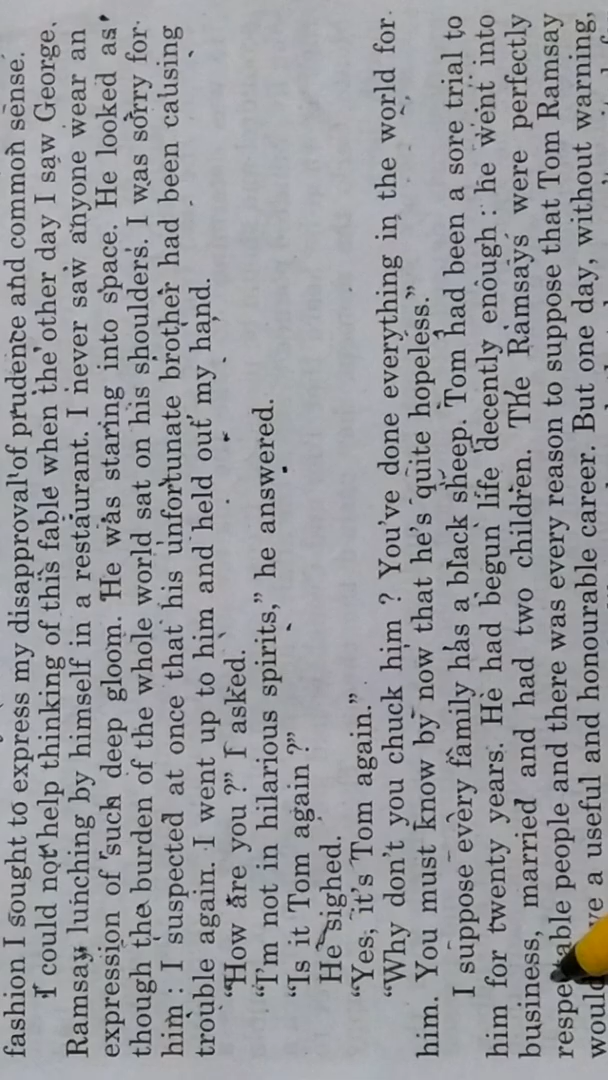 fashion I sought to express my disapproval of prudence and common sense.
I could not help thinking of this fable when the other day I saw George
Ramsay lunching by himself in a restaurant. I never saw anyone wear an
expression of such deep gloom. He was staring into space. He looked as
though the burden of the whole world sat on his shoulders. I was sorry for
him : I suspected at once that his unfortunate brother had been causing
trouble again. I went up to him and held out my hand.
“How are you?” I asked.
“I'm not in hilarious spirits,” he answered.
“Is it Tom again?”
He sighed.
“Yes, it's Tom again.”
“Why don't you chuck him ? You've done everything in the world for
him. You must know by now that he's quite hopeless.”
I suppose every family has a black sheep. Tom had been a sore trial to
him for twenty years. He had begun life decently enough : he went into
business, married and had two children. The Ramsays were perfectly
respectable people and there was every reason to suppose that Tom Ramsay
would have a useful and honourable career. But one day, without warning,